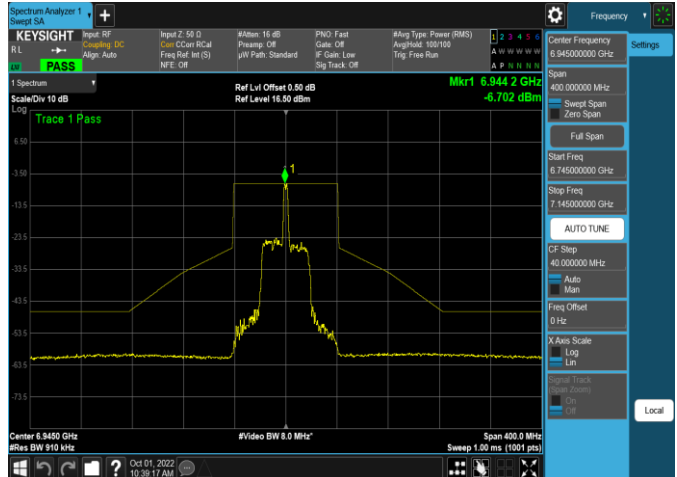 Spectrum Analyzer 1
Swept SA
Frequency
KEYSIGHT
RL
PASS
Input: RF
Coupling: DC
Align: Auto
Input Z: 50 Ω
Corr CCorr RCal
Freq Ref: Int (S)
NFE: Off
#Atten: 16 dB
Preamp: Off
µW Path: Standard
PNO: Fast
Gate: Off
IF Gain: Low
Sig Track: Off
#Avg Type: Power (RMS)
Avg|Hold: 100/100
Trig: Free Run
1 2 3 4 5 6
A W W W W W
A P N N N N
1 Spectrum
Scale/Div 10 dB
Log
Ref Lvl Offset 0.50 dB
Ref Level 16.50 dBm
Mkr1 6.944 2 GHz
-6.702 dBm
Trace 1 Pass
1
6.50
-3.50
-13.5
-23.5
-33.5
-43.5
-53.5
-63.5
-73.5
Center 6.9450 GHz
#Res BW 910 kHz
#Video BW 8.0 MHz*
Span 400.0 MHz
Sweep 1.00 ms (1001 pts)
?
Oct 01, 2022
10:39:17 AM
Center Frequency
6.945000000 GHz
Settings
Span
400.000000 MHz
Swept Span
Zero Span
Full Span
Start Freq
6.745000000 GHz
Stop Freq
7.145000000 GHz
AUTO TUNE
CF Step
40.000000 MHz
Auto
Man
Freq Offset
0 Hz
X Axis Scale
Log
Lin
Signal Track
(Span Zoom)
On
Off
Local